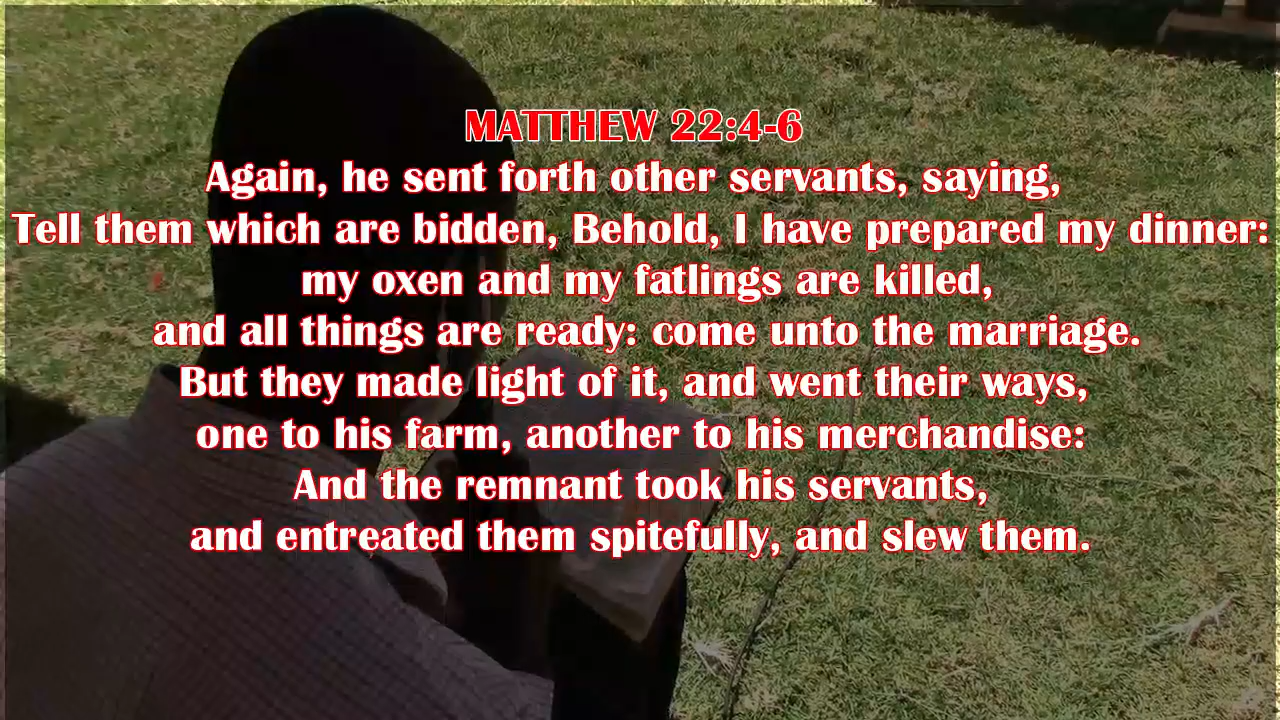 MATTHEW 22:4-6
Again, he sent forth other servants, saying,
Tell them which are bidden, Behold, I have prepared my dinner:
my oxen and my fatlings are killed,
and all things are ready: come unto the marriage.
But they made light of it, and went their ways,
one to his farm, another to his merchandise:
And the remnant took his servants,
and entreated them spitefully, and slew them.